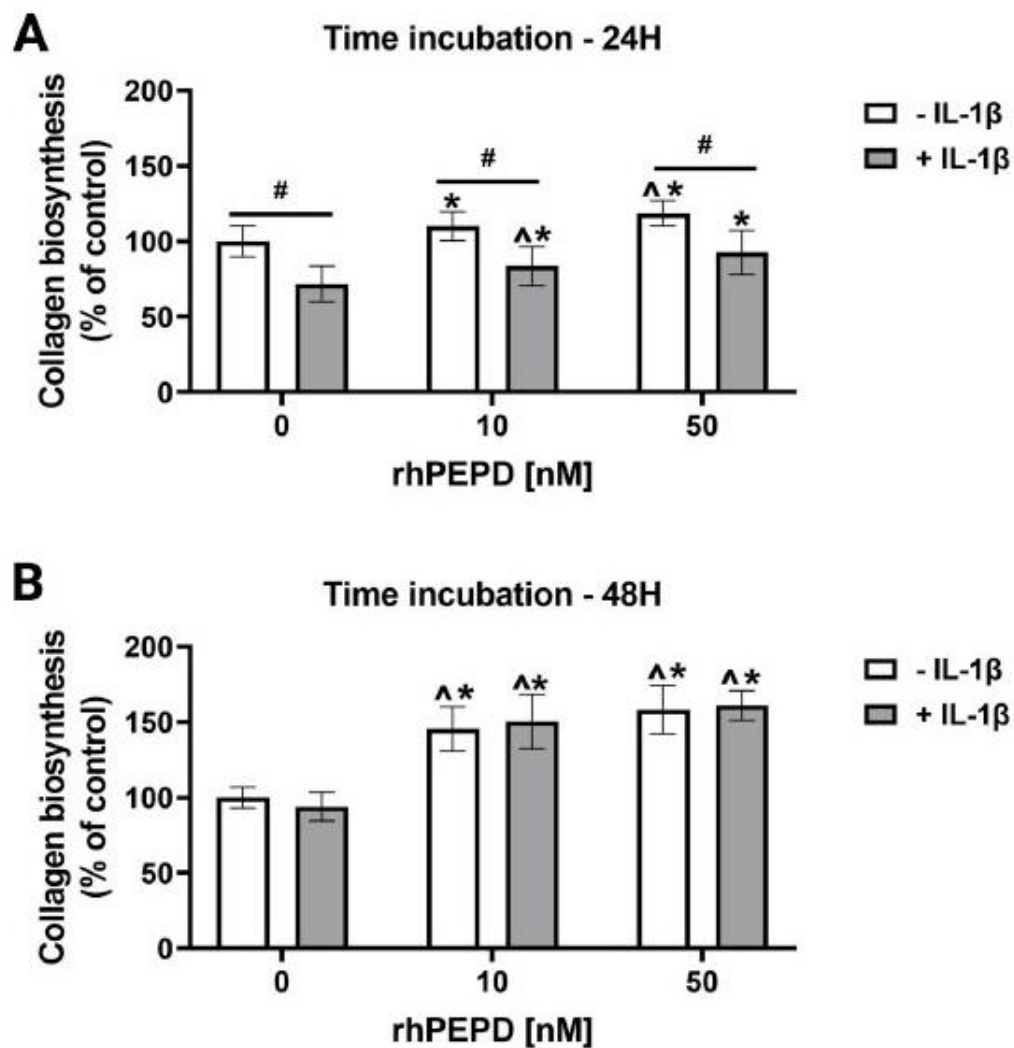 A
Time incubation - 24H
Collagen biosynthesis
(% of control)
200
150
100
50
0
#
#
#
*
^*
^*
*
0
10
50
rhPEPD [nM]
- IL-1β
+ IL-1β
B
Time incubation - 48H
Collagen biosynthesis
(% of control)
200
150
100
50
0
^*
^*
^*
^*
0
10
50
rhPEPD [nM]
- IL-1β
+ IL-1β